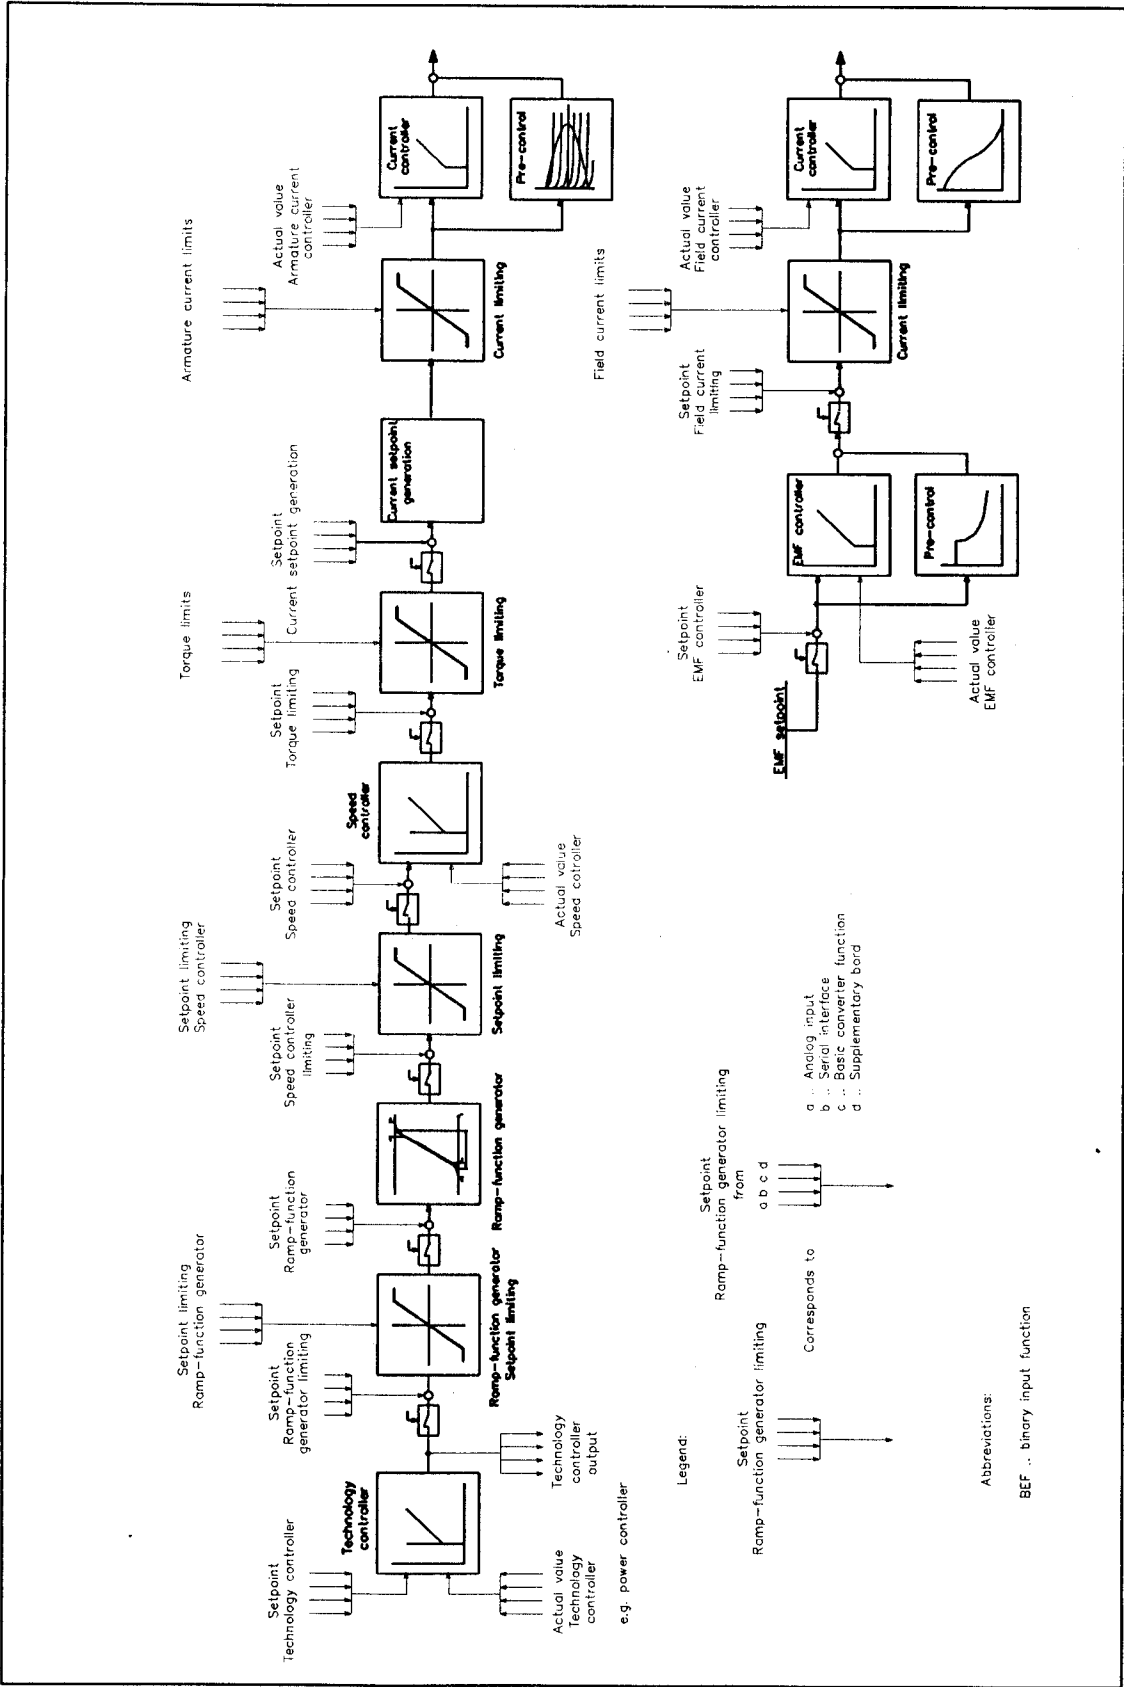 Armature current limits
Torque limits
Setpoint limiting
Speed controller
Setpoint limiting
Ramp-function generator
Setpoint
Technology controller
Setpoint
Ramp-function
generator limiting
Setpoint
Ramp-function
generator
Setpoint
Speed controller
limiting
Setpoint
Speed controller
Setpoint
Torque limiting
Setpoint
Current setpoint generation
Actual value
Armature current
controller
Technology
controller
Ramp-function generator
Setpoint limiting
Ramp-function generator
Setpoint limiting
Speed
controller
Torque limiting
Current setpoint
generation
Current limiting
Current
controller
Pre-control
Actual value
Technology
controller
Technology
controller
output
Actual value
Speed cotroller
e.g. power controller
Field current limits
Setpoint
EMF controller
Setpoint
Field current
limiting
Actual value
Field current
controller
EMF setpoint
EMF controller
Pre-control
Current limiting
Current
controller
Pre-control
Actual value
EMF controller
Legend:
Setpoint
Ramp-function generator limiting
Corresponds to
Setpoint
Ramp-function generator limiting
from
a b c d
a .. Analog input
b .. Serial interface
c .. Basic converter function
d .. Supplementary bord
Abbreviations:
BEF .. binary input function